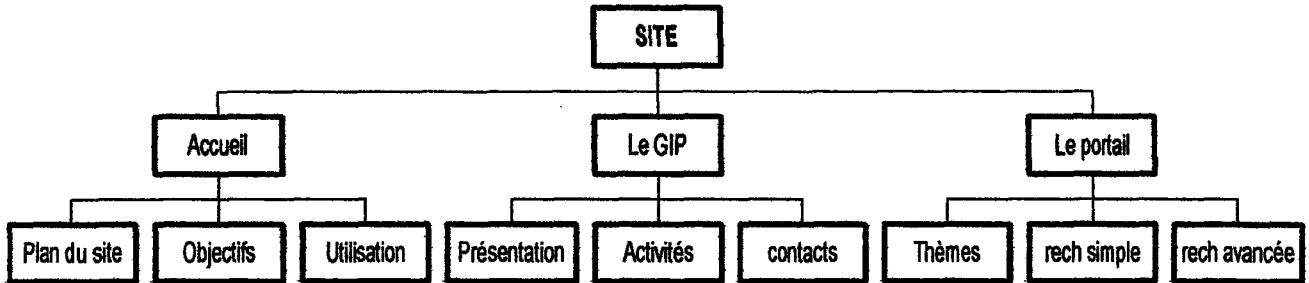 SITE
Accueil
Le GIP
Le portail
Plan du site
Objectifs
Utilisation
Présentation
Activités
contacts
Thèmes
rech simple
rech avancée